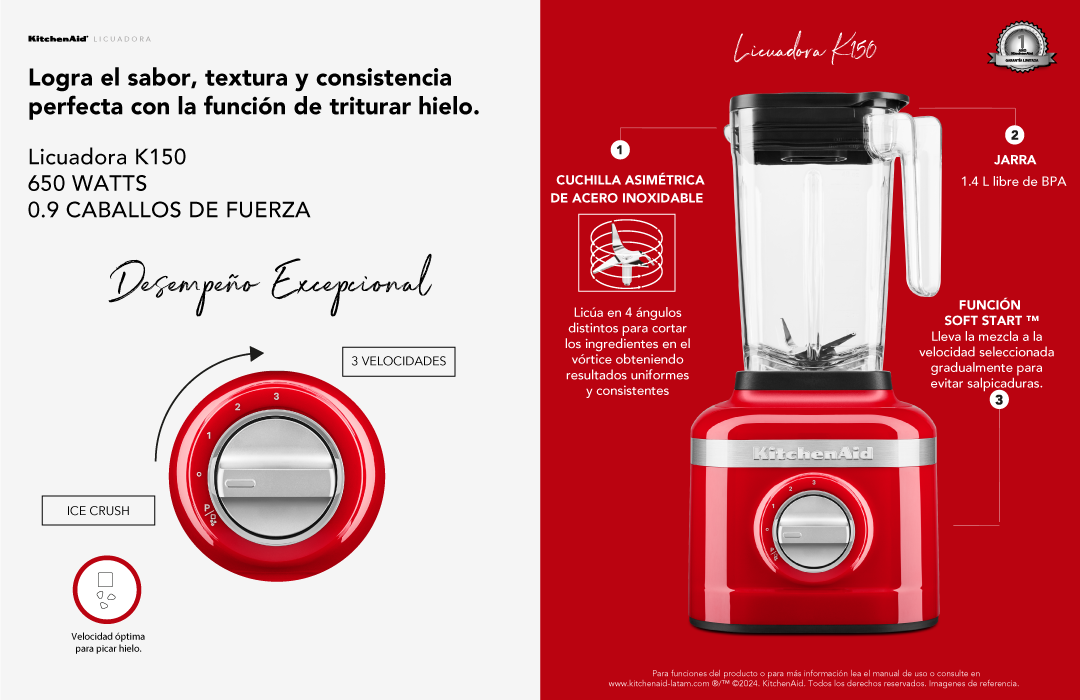 KitchenAid® LICUADORA
Logra el sabor, textura y consistencia
perfecta con la función de triturar hielo.
Licuadora K150
650 WATTS
0.9 CABALLOS DE FUERZA
Desempeño Excepcional
3 VELOCIDADES
3
2
1
O
P/
ICE CRUSH
Velocidad óptima
para picar hielo.
Licuadora K150
1
AÑO
KitchenAid
GARANTÍA LIMITADA
1
CUCHILLA ASIMÉTRICA
DE ACERO INOXIDABLE
Licúa en 4 ángulos
distintos para cortar
los ingredientes en el
vórtice obteniendo
resultados uniformes
y consistentes
2
JARRA
1.4 L libre de BPA
FUNCIÓN
SOFT START ™
Lleva la mezcla a la
velocidad seleccionada
gradualmente para
evitar salpicaduras.
3
KitchenAid
3
2
1
O
P/
Para funciones del producto o para más información lea el manual de uso o consulte en
www.kitchenaid-latam.com ®/™ ©2024. KitchenAid. Todos los derechos reservados. Imagenes de referencia.